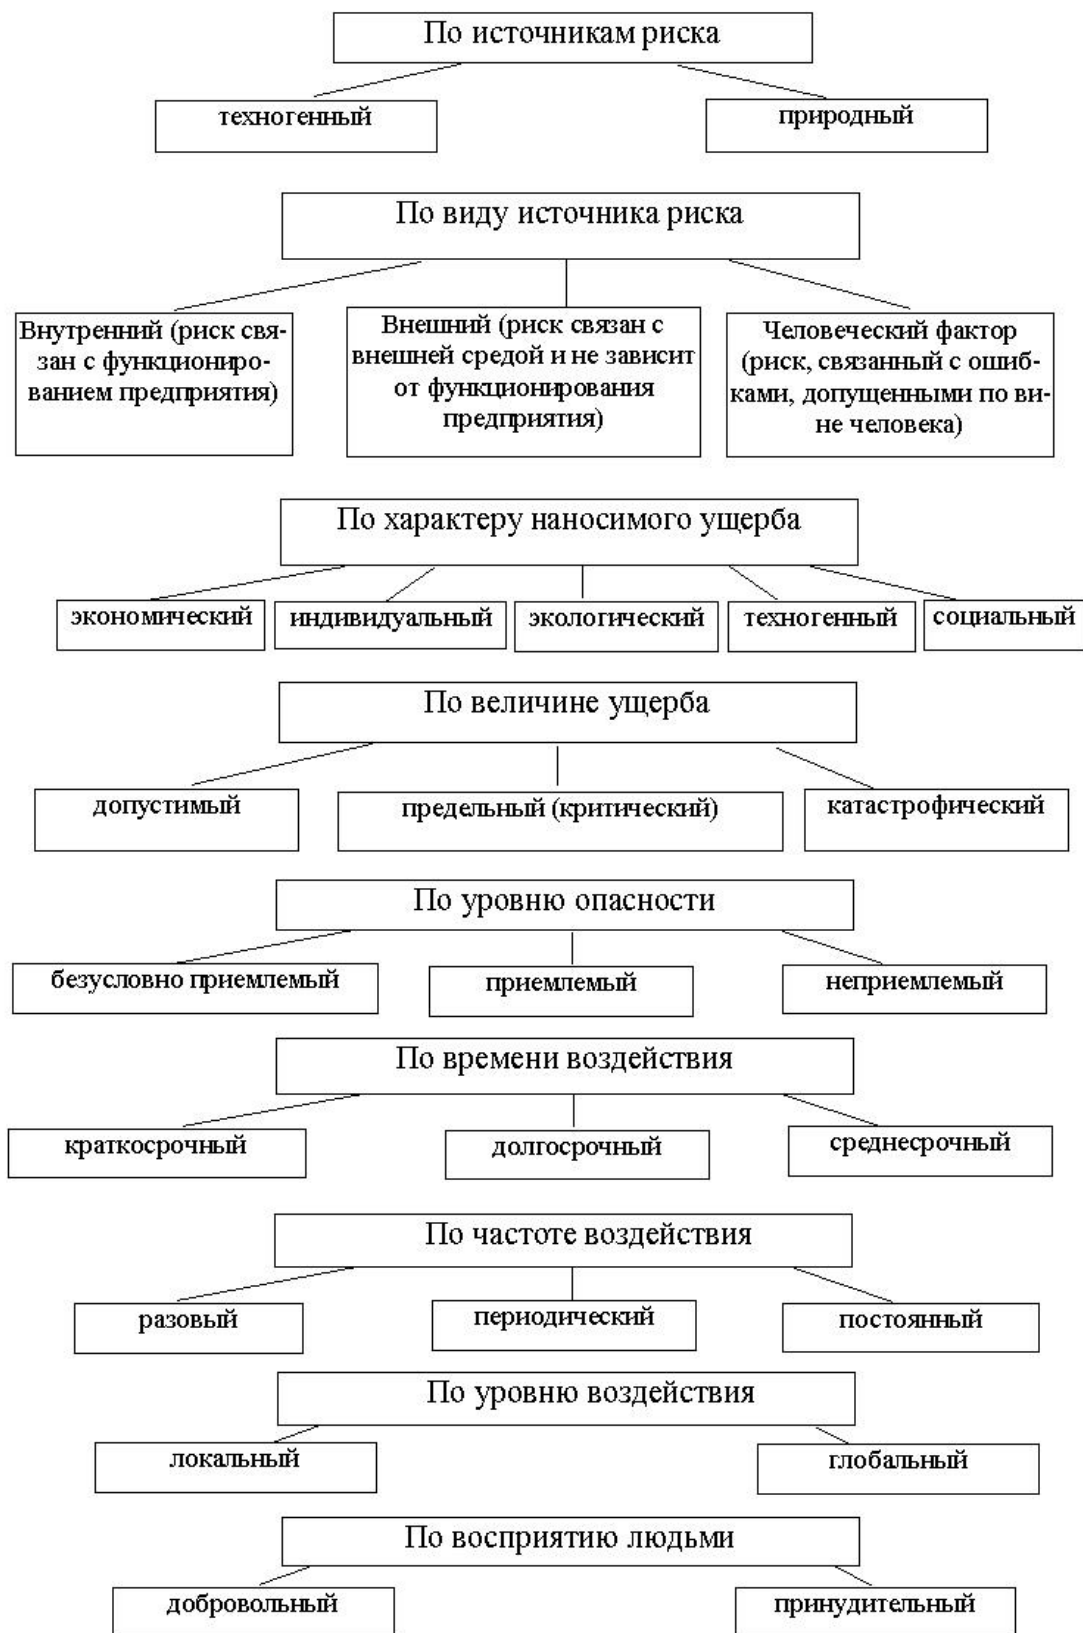 По источникам риска
техногенный
природный
По виду источника риска
Внутренний (риск свя-
зан с функциониро-
ванием предприятия)
Внешний (риск связан с
внешней средой и не зависит
от функционирования
предприятия)
Человеческий фактор
(риск, связанный с ошиб-
ками, допущенными по ви-
не человека)
По характеру наносимого ущерба
экономический
индивидуальный
экологический
техногенный
социальный
По величине ущерба
допустимый
предельный (критический)
катастрофический
По уровню опасности
безусловно приемлемый
приемлемый
неприемлемый
По времени воздействия
краткосрочный
долгосрочный
среднесрочный
По частоте воздействия
разовый
периодический
постоянный
По уровню воздействия
локальный
глобальный
По восприятию людьми
добровольный
принудительный